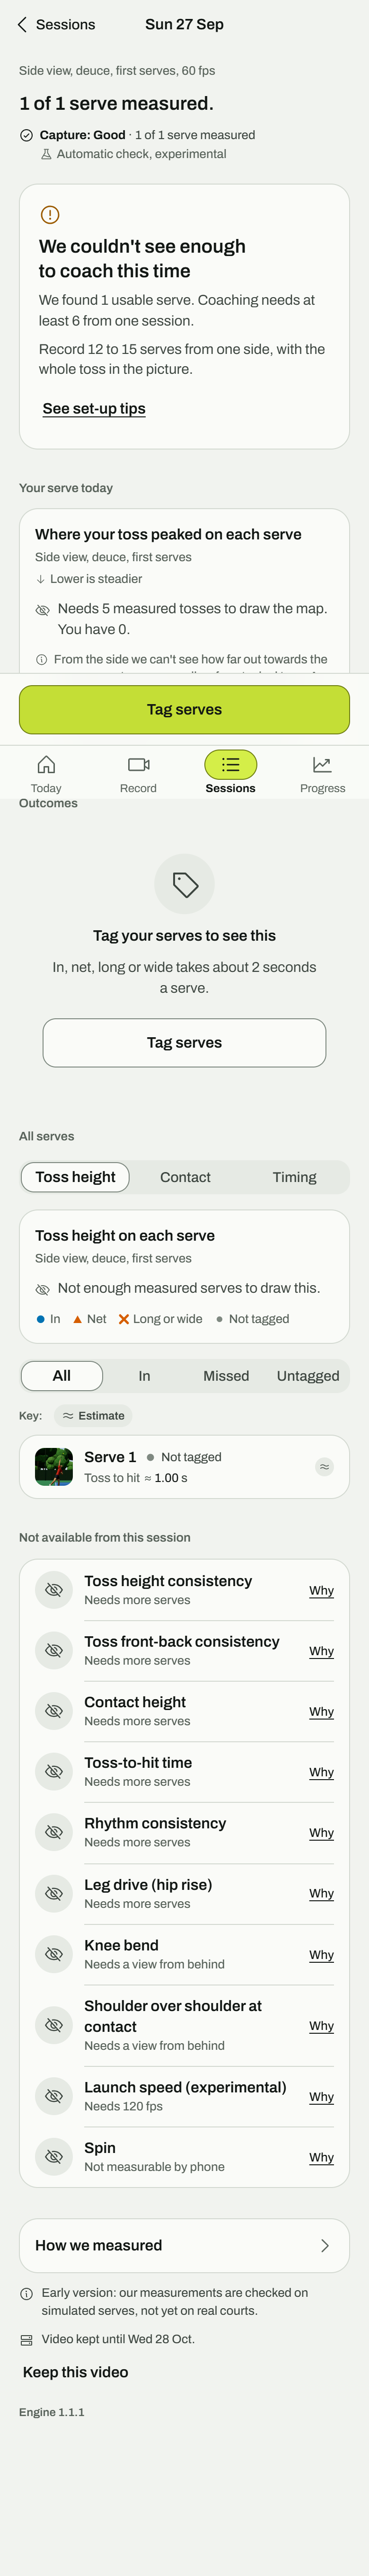 Sessions
Sun 27 Sep
Side view, deuce, first serves, 60 fps
1 of 1 serve measured.
Capture: Good · 1 of 1 serve measured
Automatic check, experimental
We couldn't see enough
to coach this time
We found 1 usable serve. Coaching needs at
least 6 from one session.
Record 12 to 15 serves from one side, with the
whole toss in the picture.
See set-up tips
Your serve today
Where your toss peaked on each serve
Side view, deuce, first serves
↓ Lower is steadier
Needs 5 measured tosses to draw the map.
You have 0.
From the side we can't see how far out towards the
Tag serves
Today
Record
Sessions
Progress
Outcomes
Tag your serves to see this
In, net, long or wide takes about 2 seconds
a serve.
Tag serves
All serves
Toss height
Contact
Timing
Toss height on each serve
Side view, deuce, first serves
Not enough measured serves to draw this.
In
Net
Long or wide
Not tagged
All
In
Missed
Untagged
Key:
≈ Estimate
Serve 1
Not tagged
Toss to hit ≈ 1.00 s
≈
Not available from this session
Toss height consistency
Needs more serves
Why
Toss front-back consistency
Needs more serves
Why
Contact height
Needs more serves
Why
Toss-to-hit time
Needs more serves
Why
Rhythm consistency
Needs more serves
Why
Leg drive (hip rise)
Needs more serves
Why
Knee bend
Needs a view from behind
Why
Shoulder over shoulder at
contact
Needs a view from behind
Why
Launch speed (experimental)
Needs 120 fps
Why
Spin
Not measurable by phone
Why
How we measured
Early version: our measurements are checked on
simulated serves, not yet on real courts.
Video kept until Wed 28 Oct.
Keep this video
Engine 1.1.1